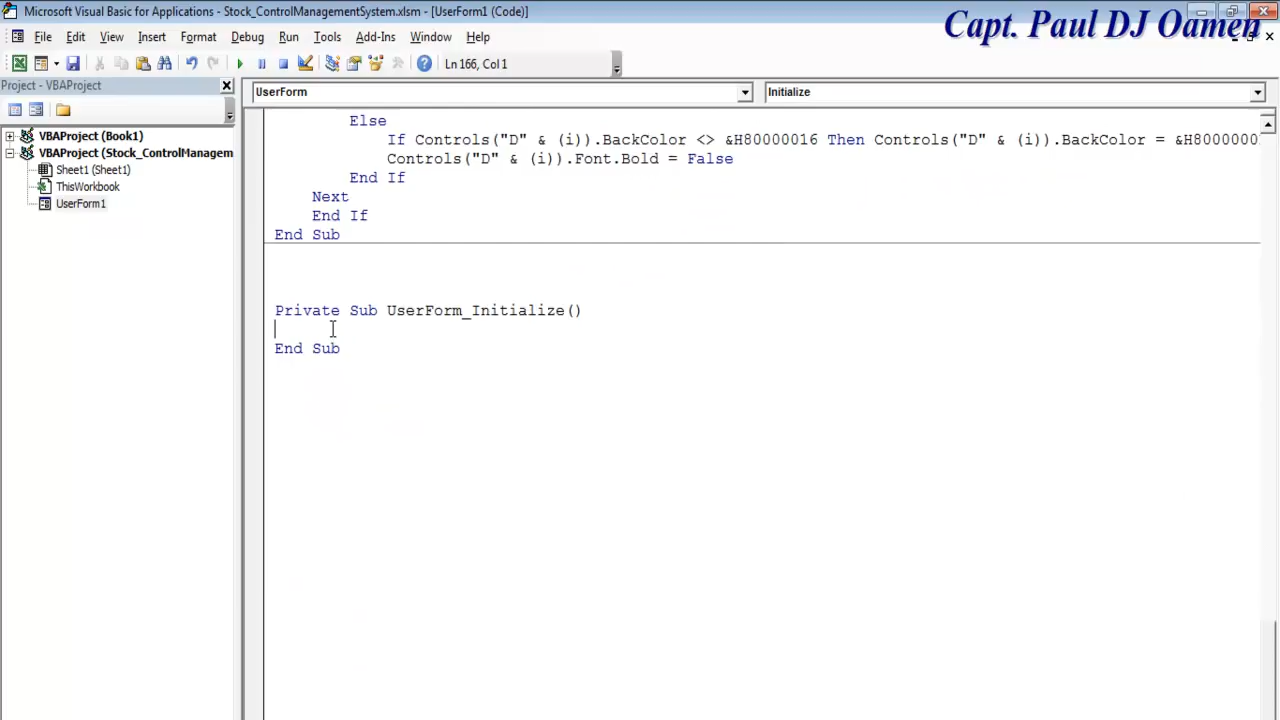 Microsoft Visual Basic for Applications - Stock_ControlManagementSystem.xlsm - [UserForm1 (Code)]
Capt. Paul DJ Oamen
File Edit View Insert Format Debug Run Tools Add-Ins Window Help
Ln 166, Col 1
Project - VBAProject
UserForm
Initialize
VBAProject (Book1)
VBAProject (Stock_ControlManagem
Sheet1 (Sheet1)
ThisWorkbook
UserForm1
Else
If Controls("D" & (i)).BackColor <> &H80000016 Then Controls("D" & (i)).BackColor = &H8000000
Controls("D" & (i)).Font.Bold = False
End If
Next
End If
End Sub
Private Sub UserForm_Initialize()
End Sub